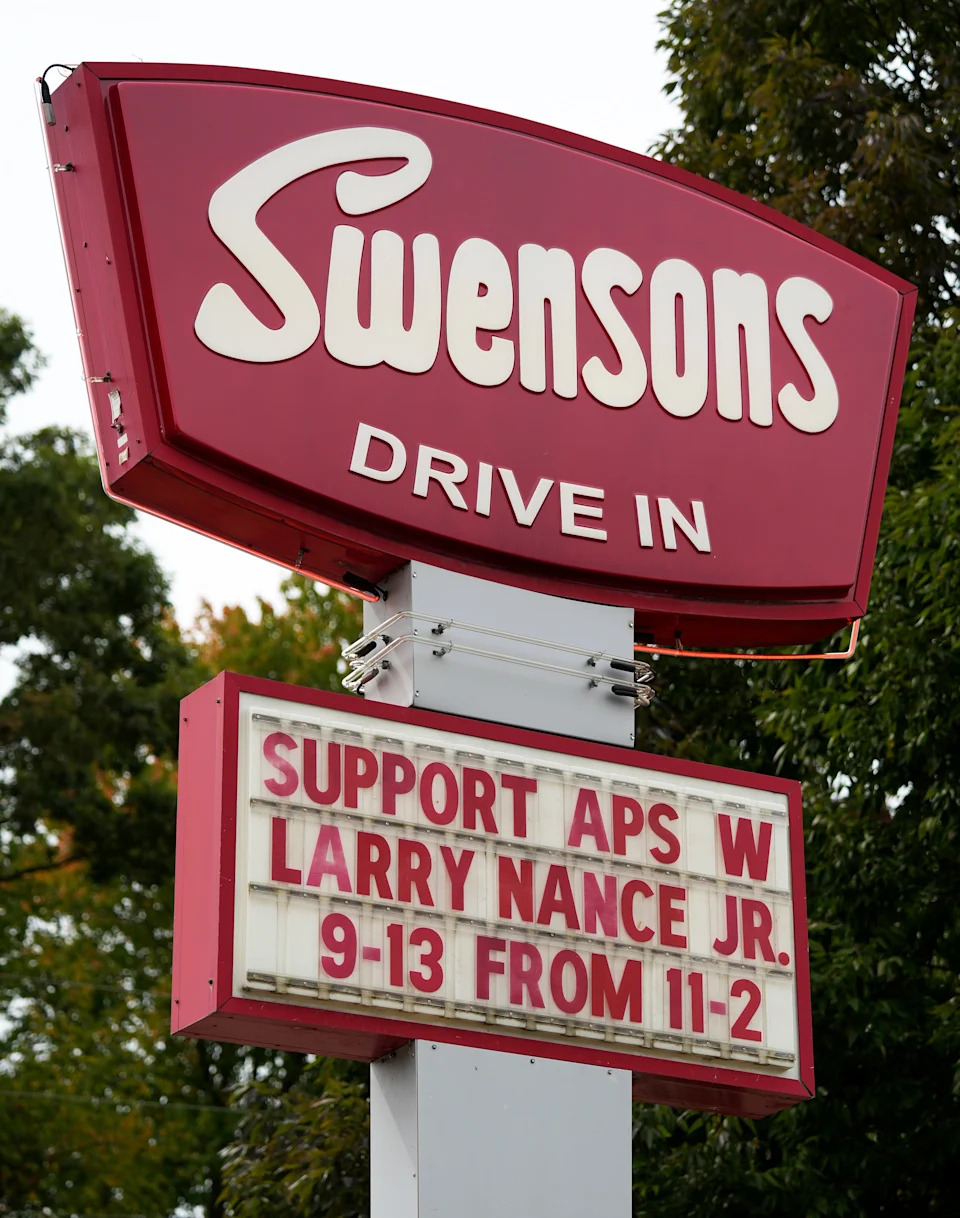 Swensons
DRIVE IN
SUPPORT APS W
LARRY NANCE JR.
9-13 FROM 11-2